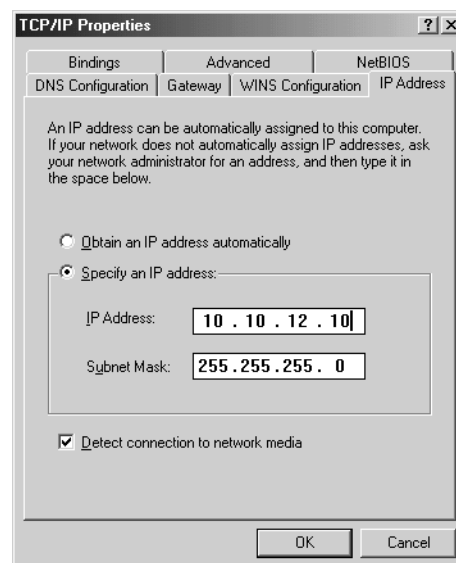 TCP/IP Properties
Bindings Advanced NetBIOS
DNS Configuration Gateway WINS Configuration IP Address
An IP address can be automatically assigned to this computer.
If your network does not automatically assign IP addresses, ask
your network administrator for an address, and then type it in
the space below.
Obtain an IP address automatically
Specify an IP address:
IP Address: 10 . 10 . 12 . 10
Subnet Mask: 255 . 255 . 255 . 0
Detect connection to network media
OK Cancel